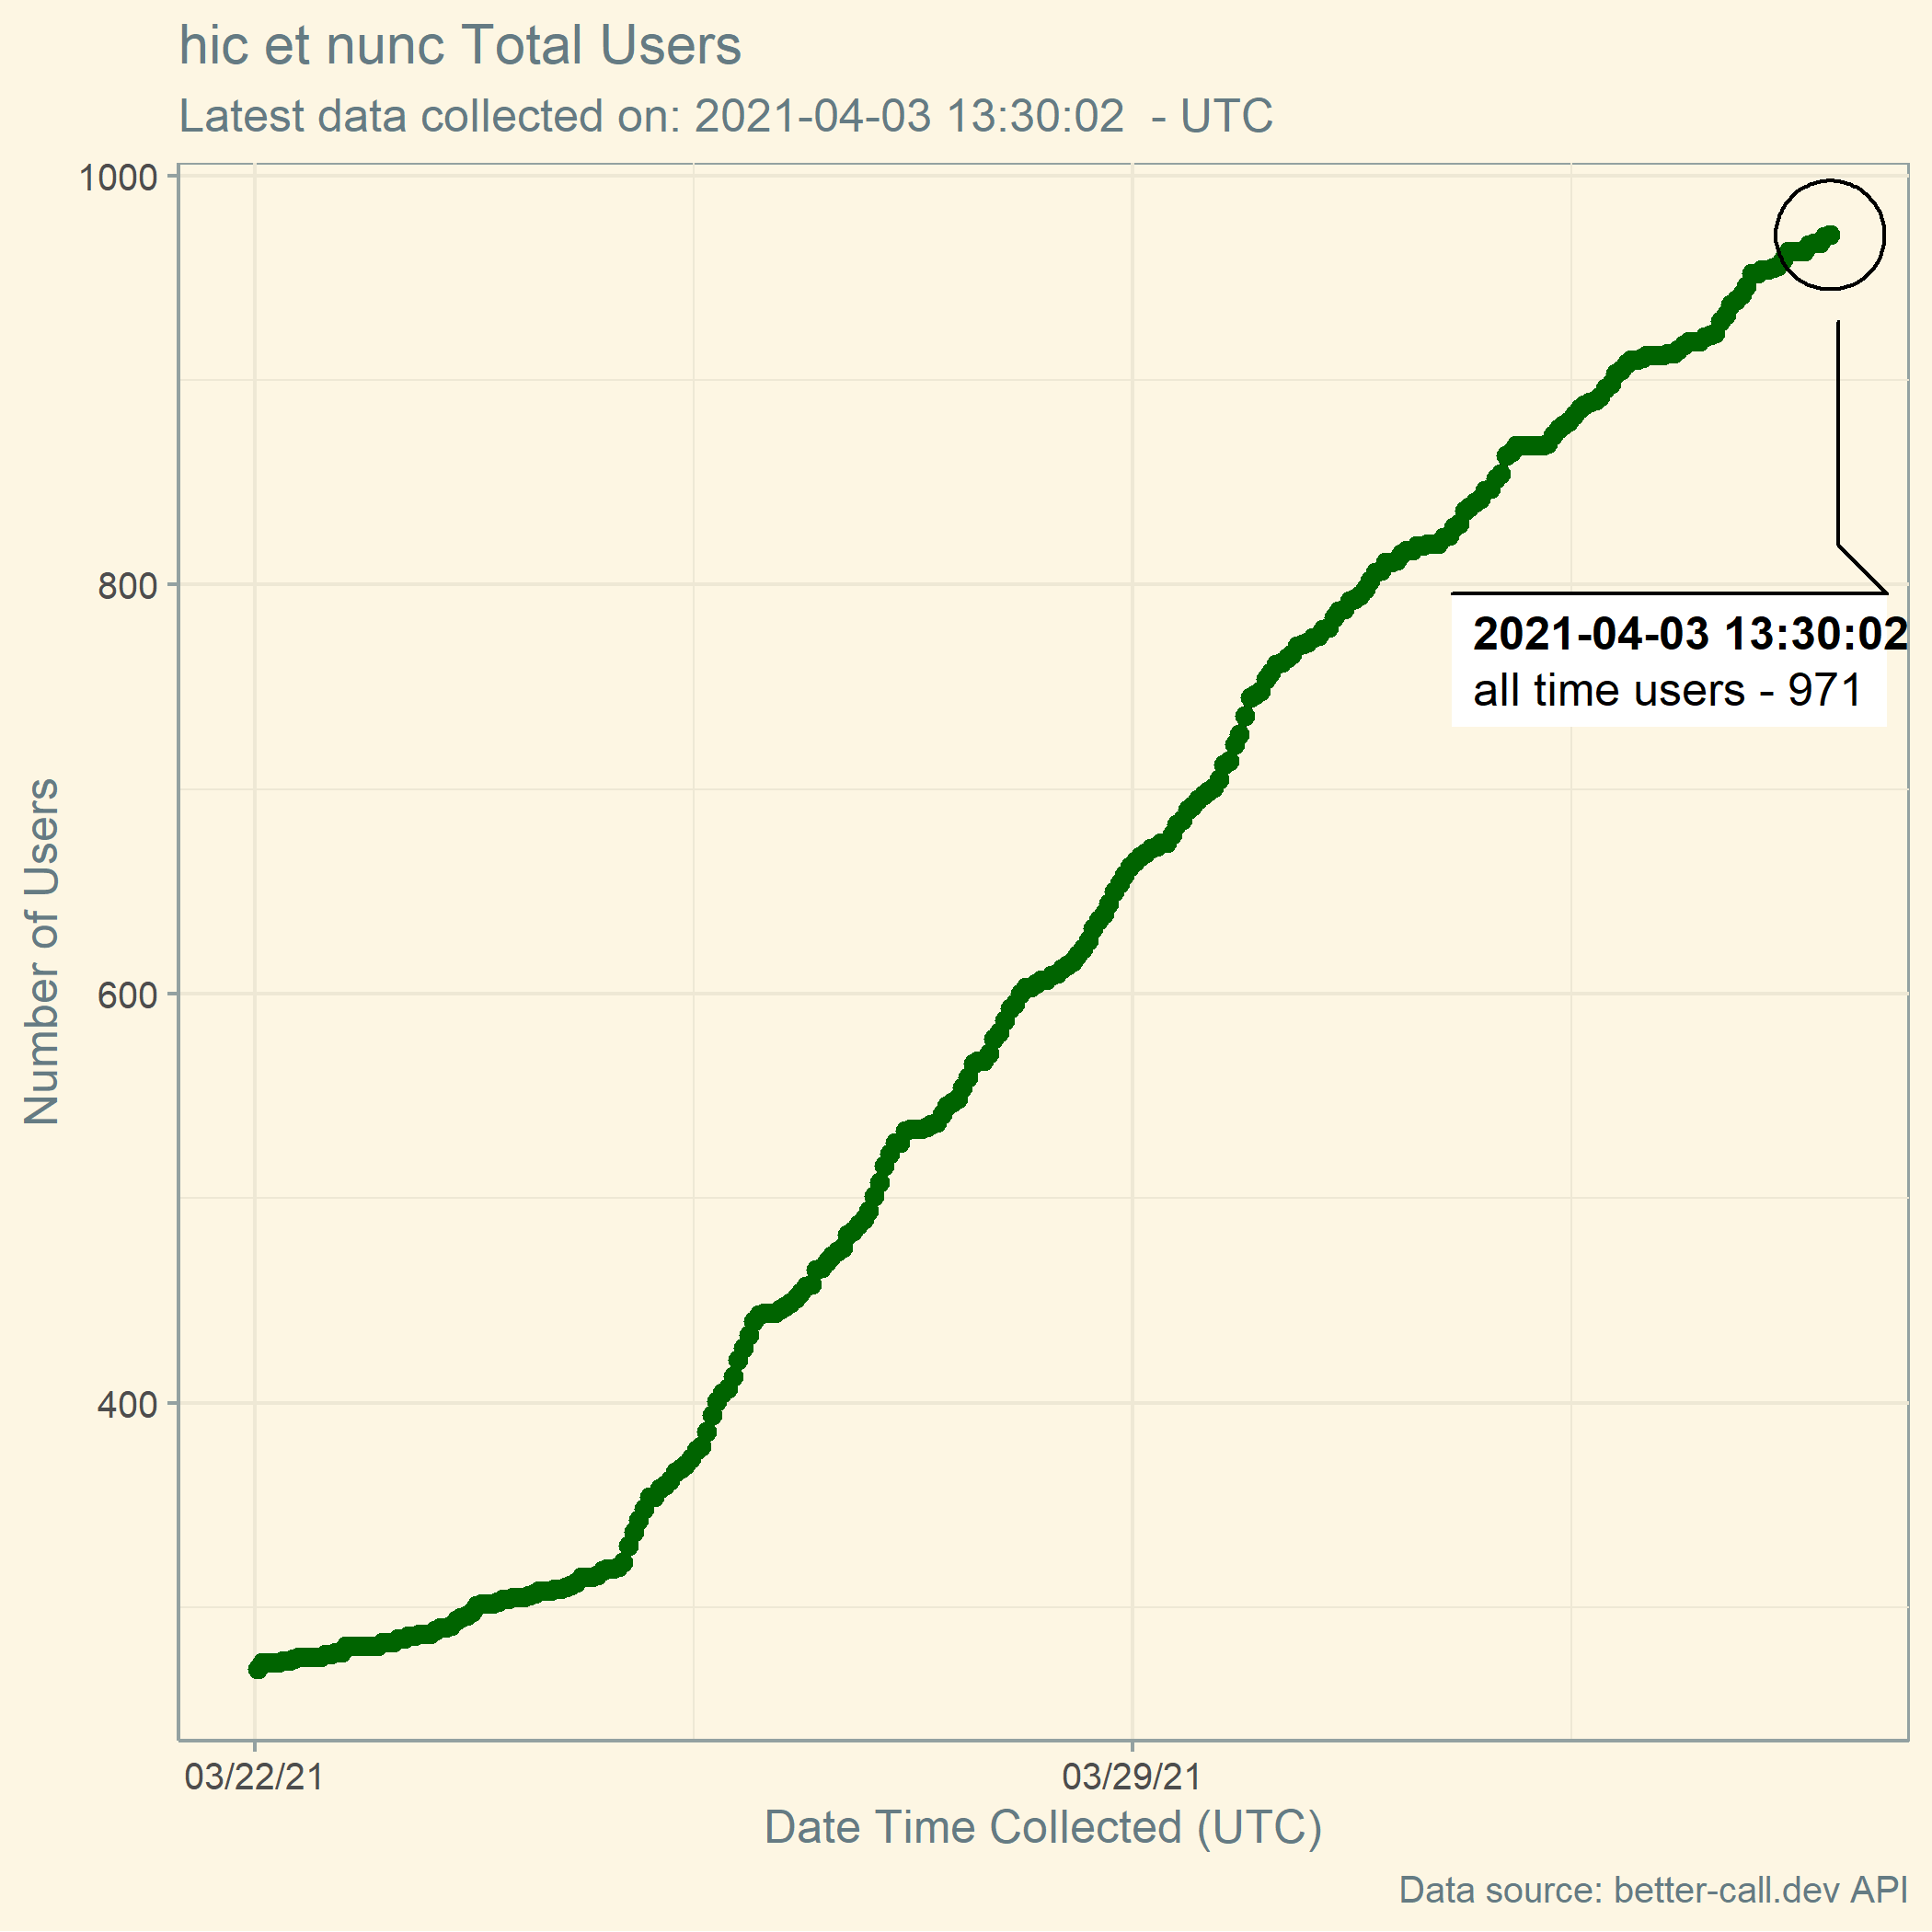 hic et nunc Total Users
Latest data collected on: 2021-04-03 13:30:02  - UTC
1000
800
600
400
Number of Users
2021-04-03 13:30:02
all time users - 971
03/22/21
03/29/21
Date Time Collected (UTC)
Data source: better-call.dev API